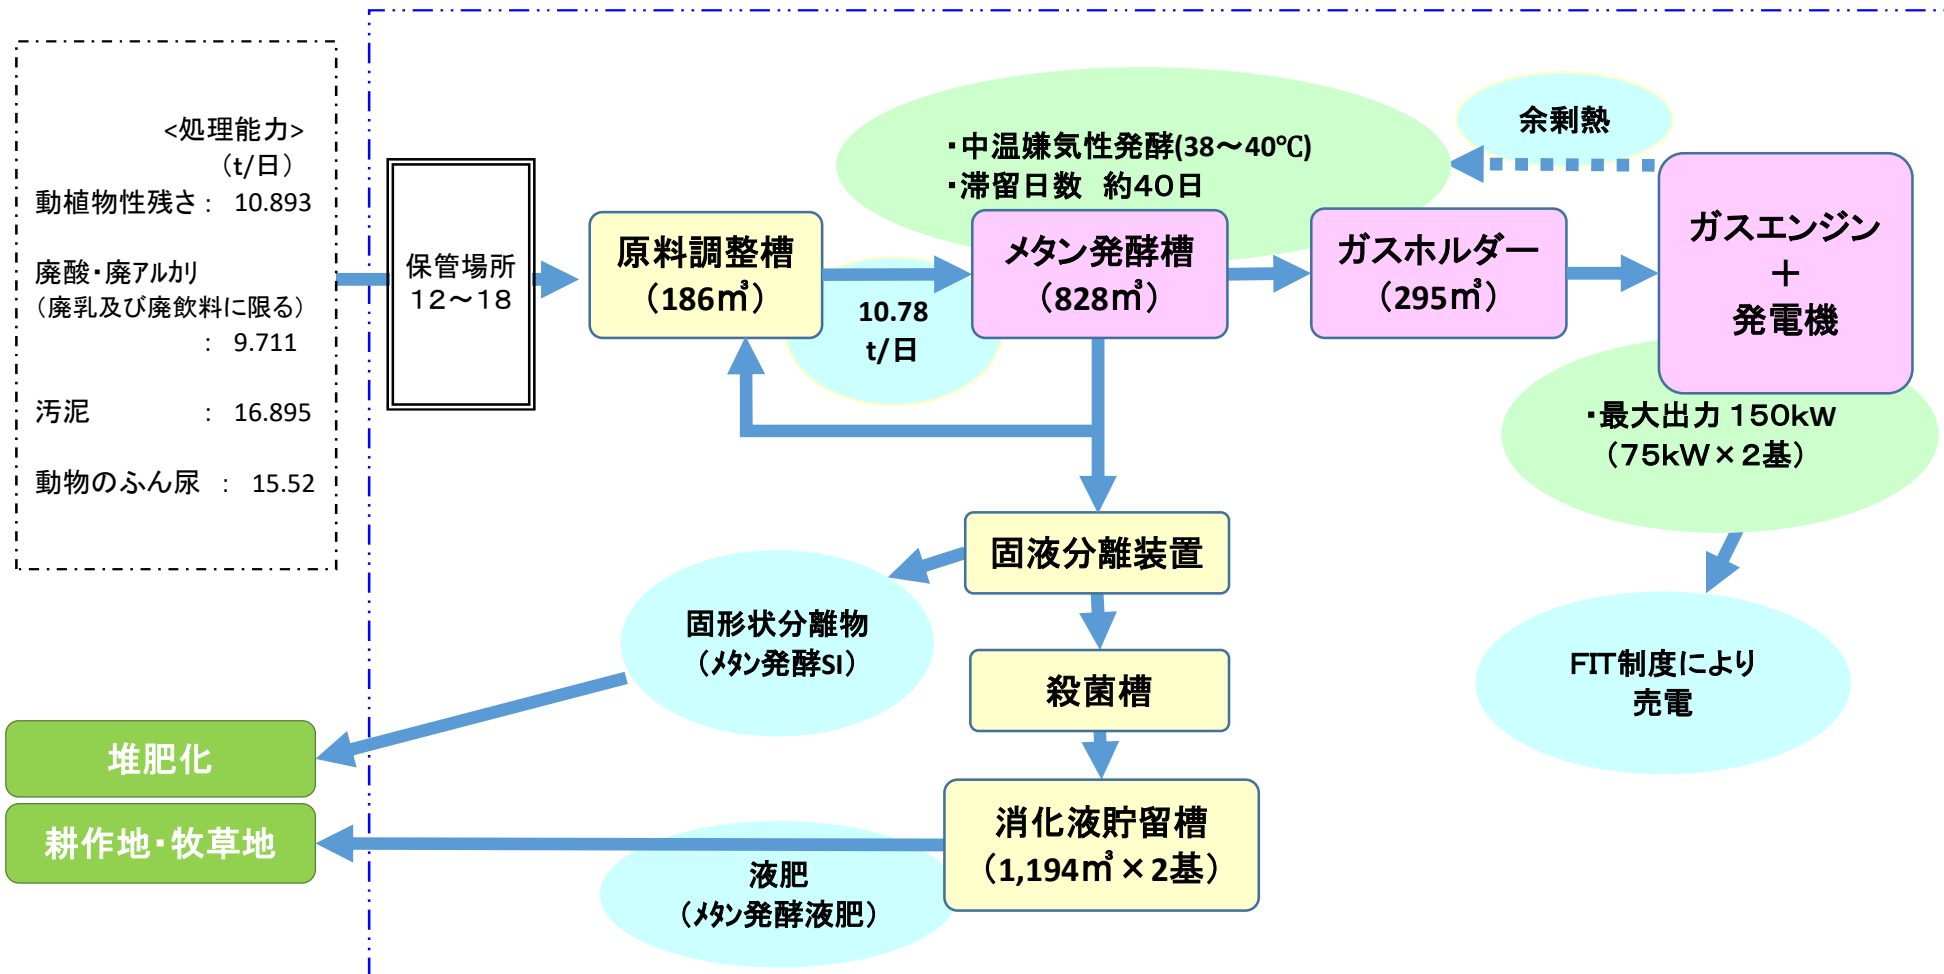 <処理能力>
（t/日）
動植物性残さ： 10.893
廃酸・廃アルカリ
（廃乳及び廃飲料に限る）
： 9.711
汚泥 ： 16.895
動物のふん尿 ： 15.52
保管場所
１２～１８
原料調整槽
（186㎥）
10.78
t/日
・中温嫌気性発酵(38～40℃)
・滞留日数 約４０日
メタン発酵槽
（828㎥）
ガスホルダー
（295㎥）
余剰熱
ガスエンジン
＋
発電機
・最大出力 150kW
（７５kW×２基）
FIT制度により
売電
固液分離装置
固形状分離物
（メタン発酵SI）
殺菌槽
消化液貯留槽
（1,194㎥×2基）
液肥
（メタン発酵液肥）
堆肥化
耕作地・牧草地